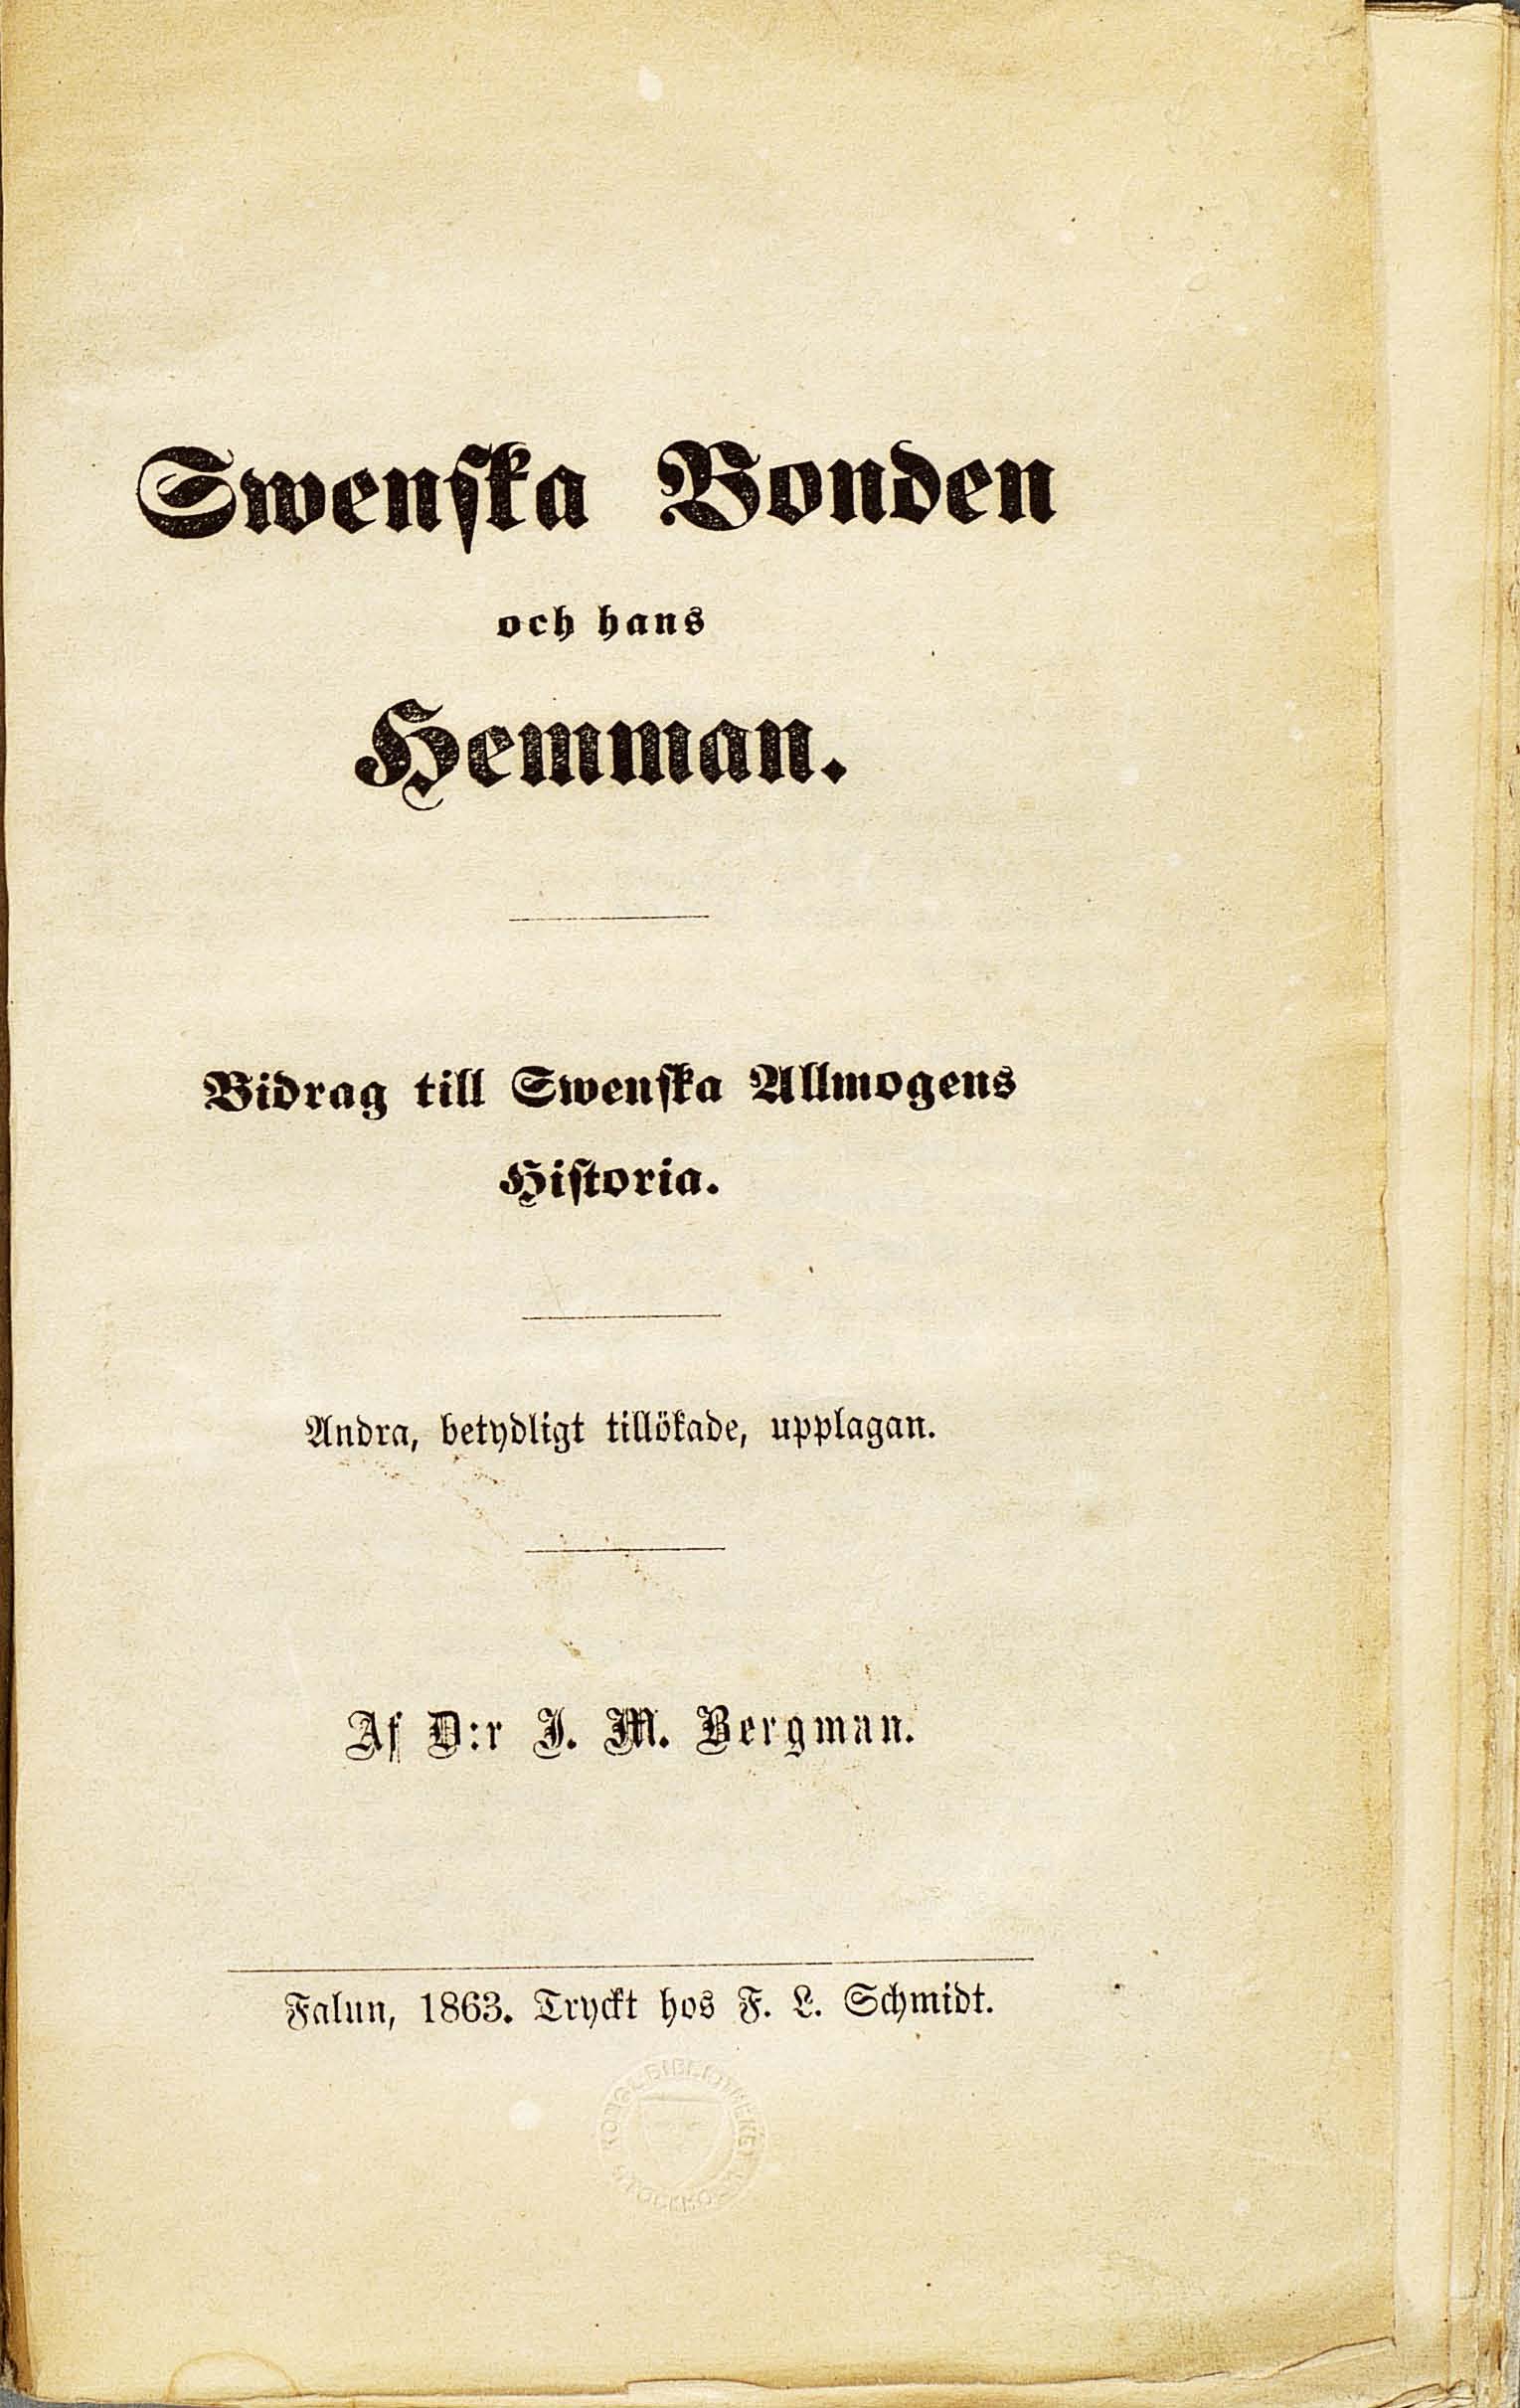 Swenska Bonden
och hans
Hemman.
Bidrag till Swenska Allmogens
Historia.
Andra, betydligt tillökade, upplagan.
Af D:r J. M. Bergman.
Falun, 1863. Tryckt hos F. L. Schmidt.